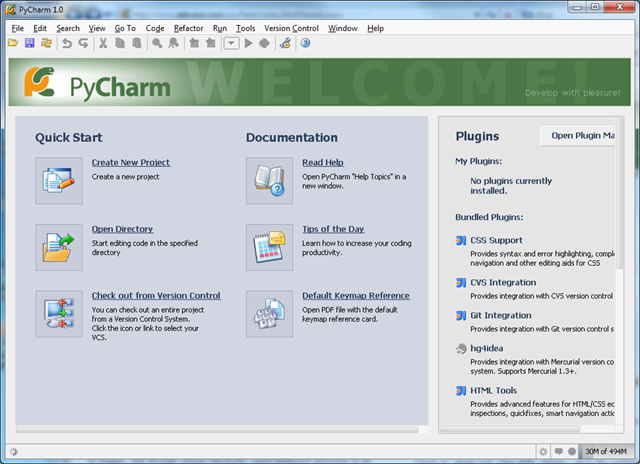 PyCharm 1.0
File Edit Search View Go To Code Refactor Run Tools Version Control Window Help
WELCOME!
PyCharm
Develop with pleasure!
Quick Start
Create New Project
Create a new project
Open Directory
Start editing code in the specified
directory
Check out from Version Control
You can check out an entire project
from a Version Control System.
Click the icon or link to select your
VCS.
Documentation
Read Help
Open PyCharm "Help Topics" in a
new window.
Tips of the Day
Learn how to increase your coding
productivity.
Default Keymap Reference
Open PDF file with the default
keymap reference card.
Plugins
Open Plugin Ma
My Plugins:
No plugins currently
installed.
Bundled Plugins:
CSS Support
Provides syntax and error highlighting, compl
navigation and other editing aids for CSS
CVS Integration
Provides integration with CVS version control
Git Integration
Provides integration with Git version control s
hg4idea
Provides integration with Mercurial version co
system. Supports Mercurial 1.3+.
HTML Tools
Provides advanced features for HTML/CSS ec
inspections, quickfixes, smart navigation actic
30M of 494M